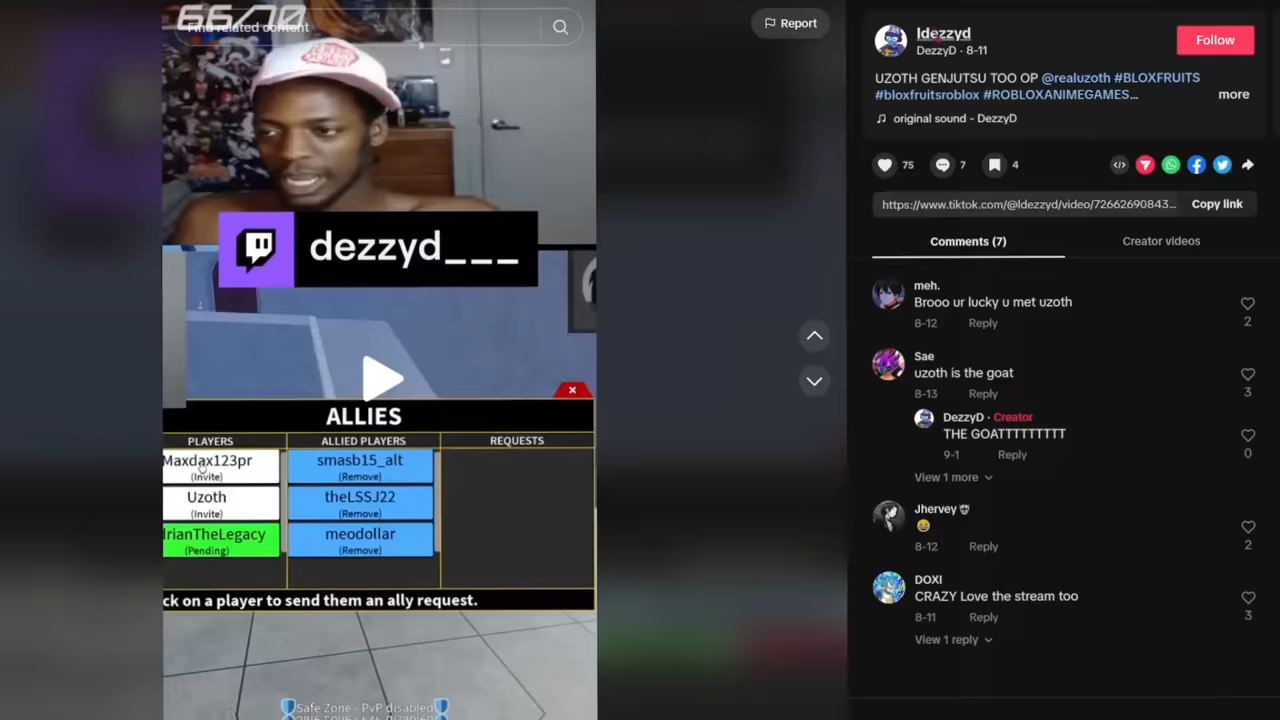 66/70
Find related content
dezzyd___
ALLIES
PLAYERS
ALLIED PLAYERS
REQUESTS
Maxdax123pr
(Invite)
Uzoth
(Invite)
rianTheLegacy
(Pending)
smasb15_alt
(Remove)
theLSSJ22
(Remove)
meodollar
(Remove)
ck on a player to send them an ally request.
Safe Zone - PvP disabled
Report
ldezzyd
DezzyD · 8-11
Follow
UZOTH GENJUTSU TOO OP @realuzoth #BLOXFRUITS
#bloxfruitsroblox #ROBLOXANIMEGAMES...
more
original sound - DezzyD
75
7
4
https://www.tiktok.com/@ldezzyd/video/72662690843...
Copy link
Comments (7)
Creator videos
meh.
Brooo ur lucky u met uzoth
8-12 Reply
2
Sae
uzoth is the goat
8-13 Reply
3
DezzyD · Creator
THE GOATTTTTTTTT
9-1 Reply
0
View 1 more
Jhervey
8-12 Reply
2
DOXI
CRAZY Love the stream too
8-11 Reply
3
View 1 reply